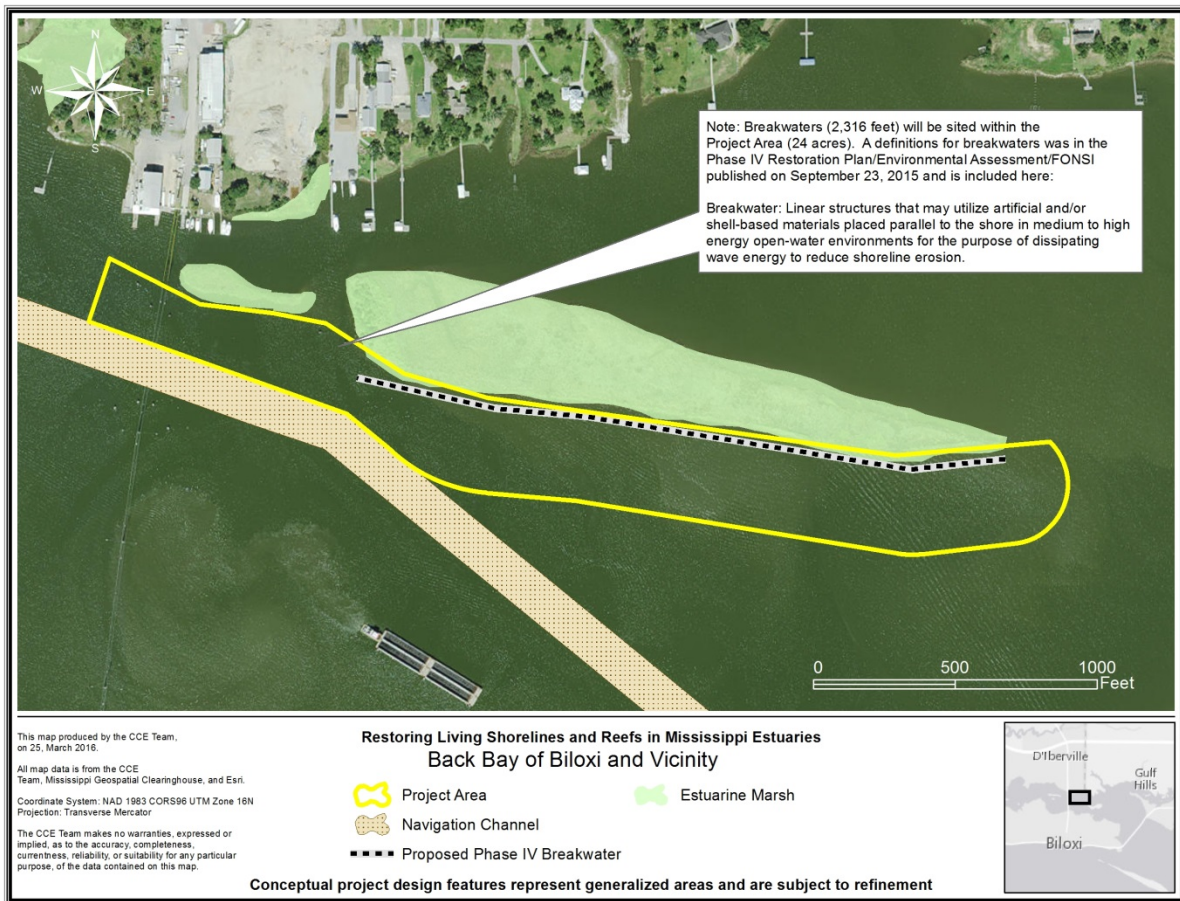 N
W
E
S
Note: Breakwaters (2,316 feet) will be sited within the
Project Area (24 acres). A definitions for breakwaters was in the
Phase IV Restoration Plan/Environmental Assessment/FONSI
published on September 23, 2015 and is included here:
Breakwater: Linear structures that may utilize artificial and/or
shell-based materials placed parallel to the shore in medium to high
energy open-water environments for the purpose of dissipating
wave energy to reduce shoreline erosion.
0 500 1000
Feet
This map produced by the CCE Team,
on 25, March 2016.
All map data is from the CCE
Team, Mississippi Geospatial Clearinghouse, and Esri.
Coordinate System: NAD 1983 CORS96 UTM Zone 16N
Projection: Transverse Mercator
The CCE Team makes no warranties, expressed or
implied, as to the accuracy, completeness,
currentness, reliability, or suitability for any particular
purpose, of the data contained on this map.
Restoring Living Shorelines and Reefs in Mississippi Estuaries
Back Bay of Biloxi and Vicinity
Project Area
Estuarine Marsh
Navigation Channel
Proposed Phase IV Breakwater
Conceptual project design features represent generalized areas and are subject to refinement
D'Iberville
Gulf
Hills
Biloxi